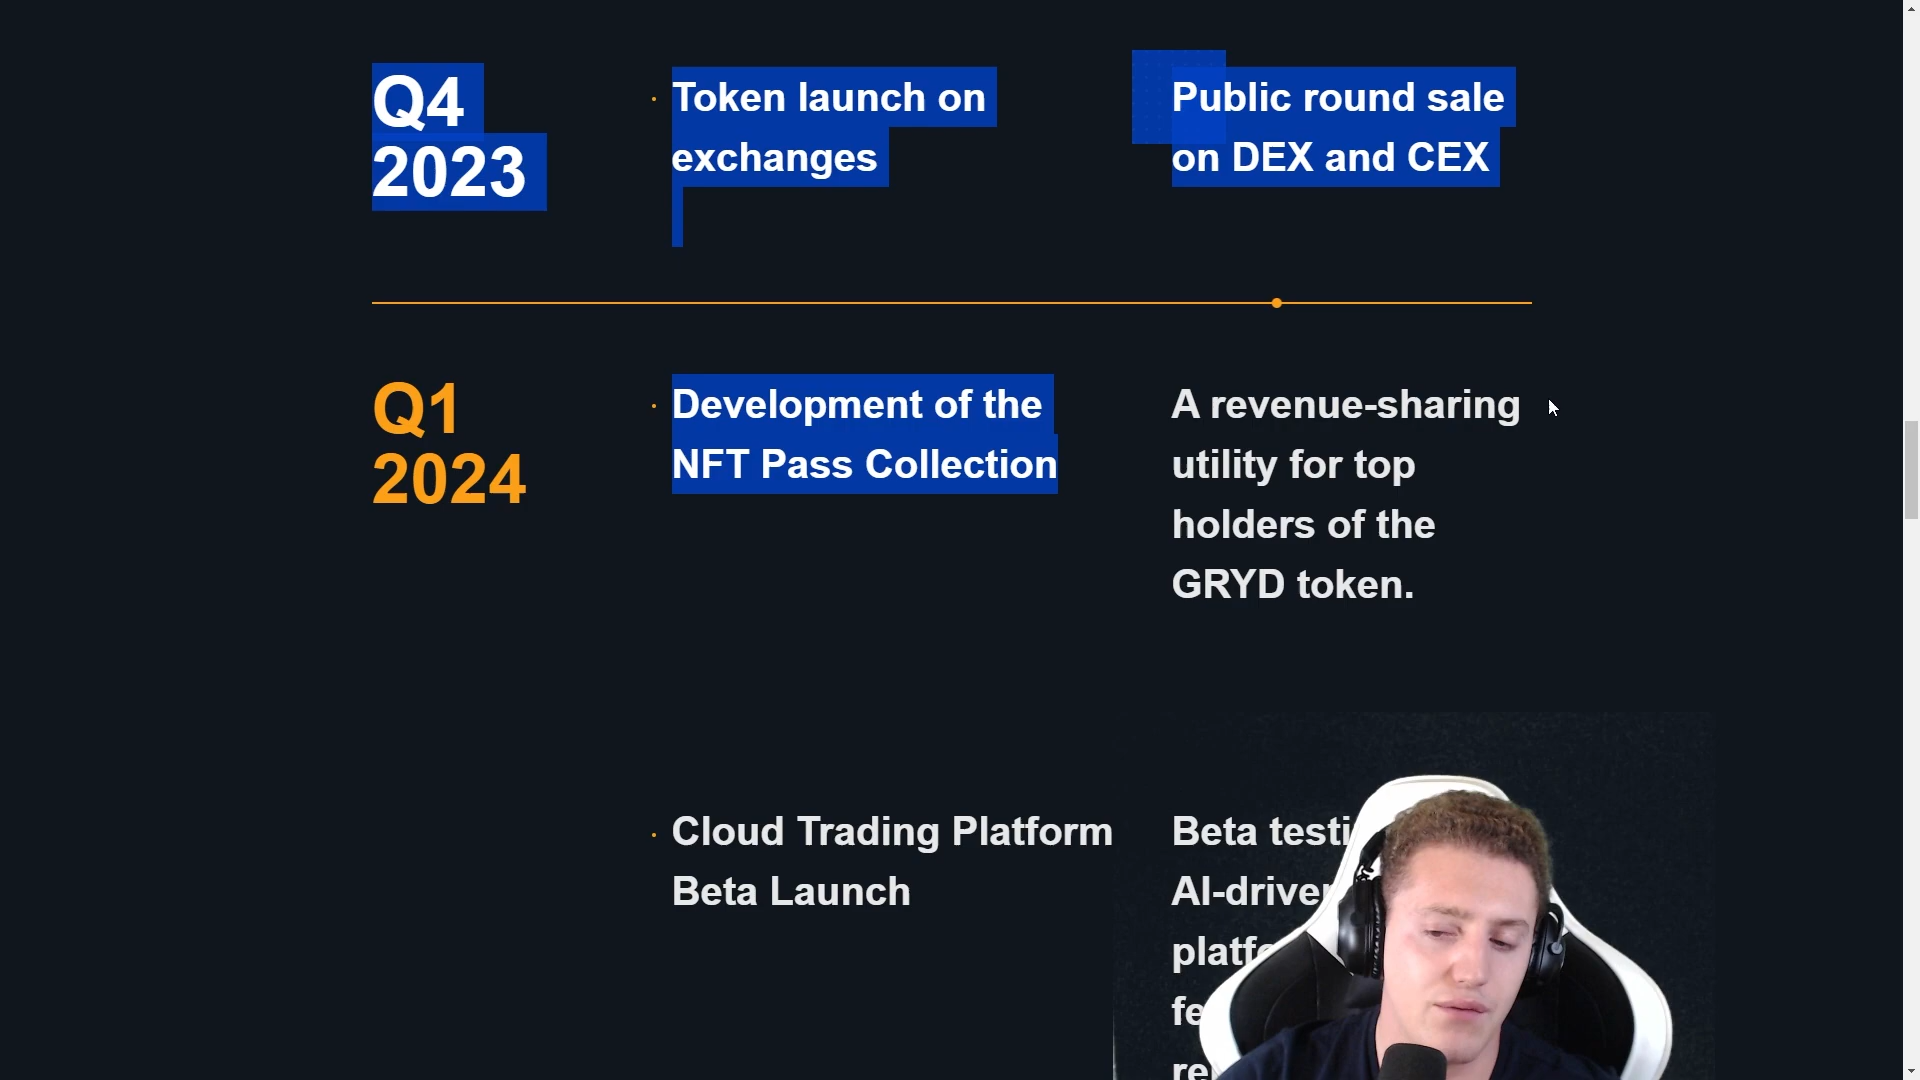 Q4
2023
Token launch on
exchanges
Public round sale
on DEX and CEX
Q1
2024
Development of the
NFT Pass Collection
A revenue-sharing
utility for top
holders of the
GRYD token.
Cloud Trading Platform
Beta Launch
Beta